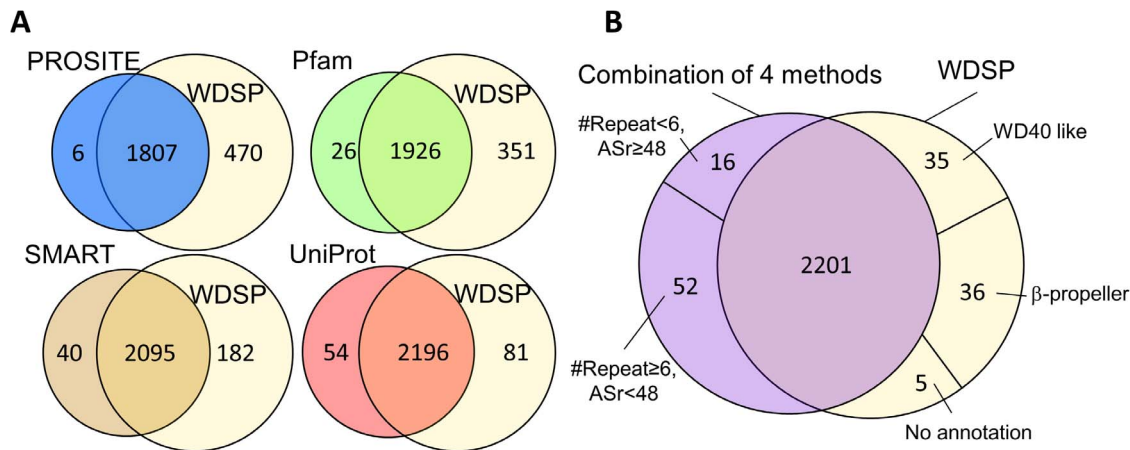 A
PROSITE
WDSP
6
1807
470
Pfam
WDSP
26
1926
351
SMART
WDSP
40
2095
182
UniProt
WDSP
54
2196
81
B
Combination of 4 methods
WDSP
#Repeat<6,
ASr≥48
16
35
WD40 like
2201
52
36
β-propeller
#Repeat≥6,
ASr<48
5
No annotation